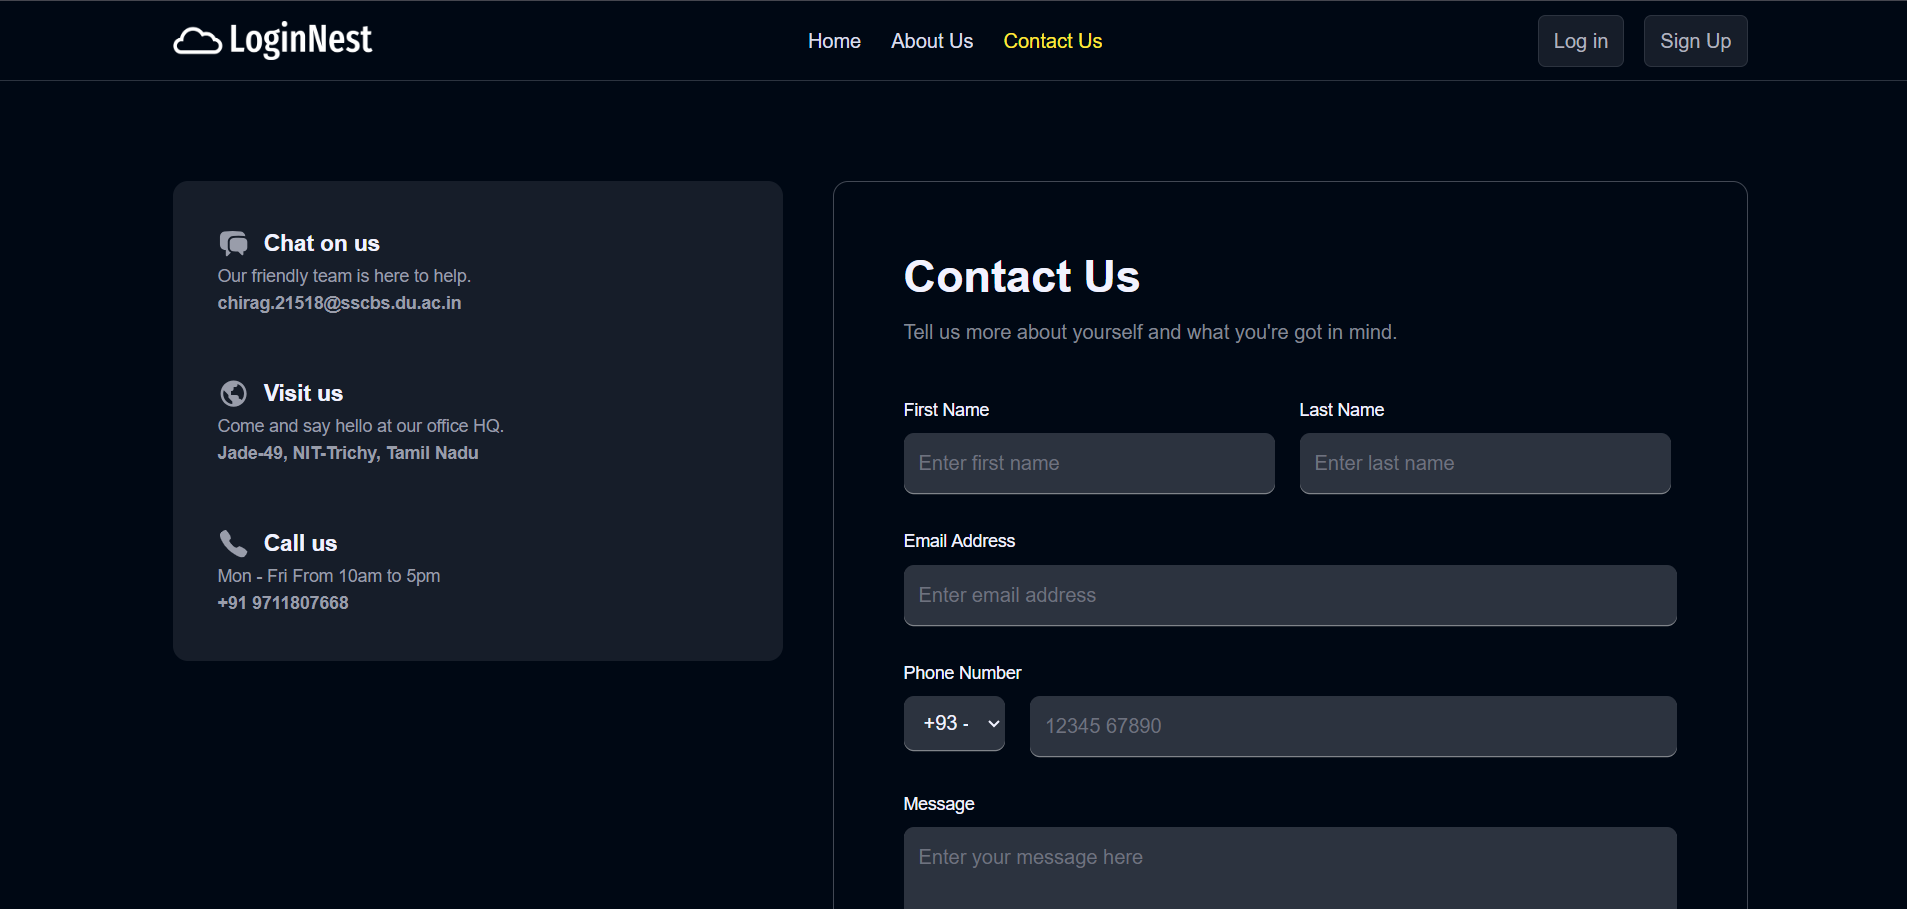 LoginNest
Home
About Us
Contact Us
Log in
Sign Up
Chat on us
Our friendly team is here to help.
chirag.21518@sscbs.du.ac.in
Visit us
Come and say hello at our office HQ.
Jade-49, NIT-Trichy, Tamil Nadu
Call us
Mon - Fri From 10am to 5pm
+91 9711807668
Contact Us
Tell us more about yourself and what you're got in mind.
First Name
Last Name
Enter first name
Enter last name
Email Address
Enter email address
Phone Number
+93 -
12345 67890
Message
Enter your message here